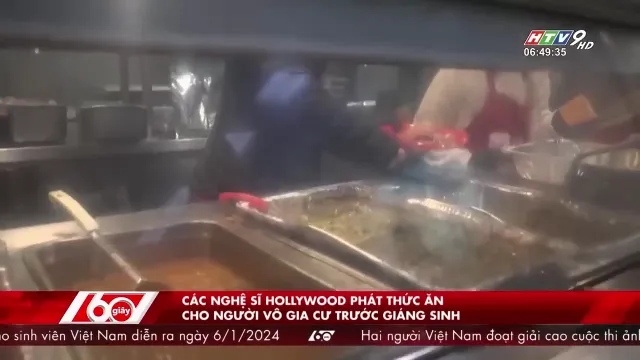 HTV9 HD
06:49:35
60 giây
CÁC NGHỆ SĨ HOLLYWOOD PHÁT THỨC ĂN
CHO NGƯỜI VÔ GIA CƯ TRƯỚC GIÁNG SINH
o sinh viên Việt Nam diễn ra ngày 6/1/2024 60 Hai người Việt Nam đoạt giải cao cuộc thi ản